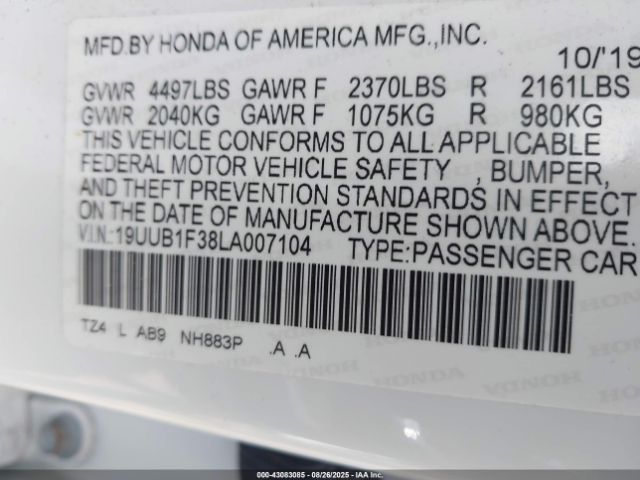 MFD.BY HONDA OF AMERICA MFG.,INC. 10/'19
GVWR 4497LBS GAWR F 2370LBS R 2161LBS
GVWR 2040KG GAWR F 1075KG R 980KG
THIS VEHICLE CONFORMS TO ALL APPLICABLE
FEDERAL MOTOR VEHICLE SAFETY , BUMPER,
AND THEFT PREVENTION STANDARDS IN EFFECT
ON THE DATE OF MANUFACTURE SHOWN ABOVE.
V.I.N.:19UUB1F38LA007104 TYPE:PASSENGER CAR
TZ4 L AB9 NH883P .A .A
HONDA HONDA
000-43083085 - 08/26/2025 - IAA Inc.